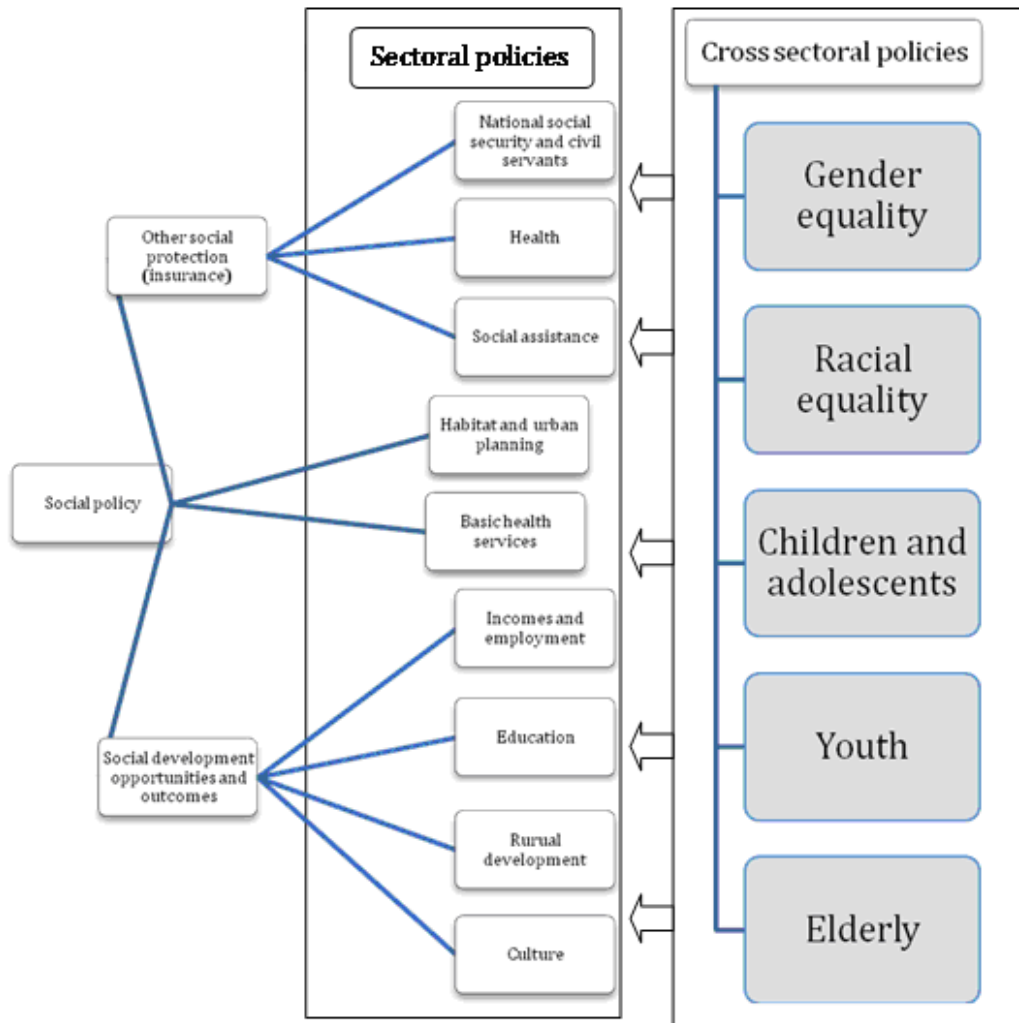 Sectoral policies
Cross sectoral policies
National social
security and civil
servants
Health
Social assistance
Other social
protection
(insurance)
Habitat and urban
planning
Social policy
Basic health
services
Incomes and
employment
Education
Social development
opportunities and
outcomes
Rurual
development
Culture
Gender
equality
Racial
equality
Children and
adolescents
Youth
Elderly